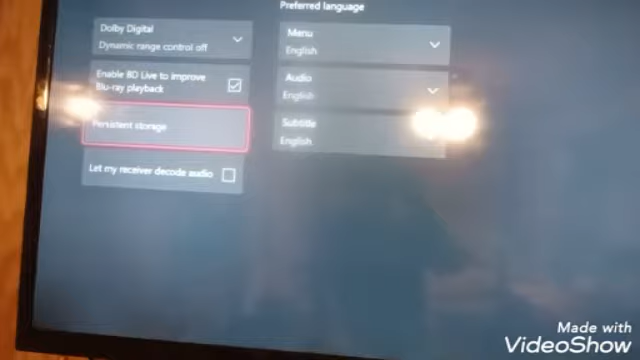 Dolby Digital
Dynamic range control off
Enable BD Live to improve
Blu-ray playback
Persistent storage
Let my receiver decode audio
Preferred language
Menu
English
Audio
English
Subtitle
English
Made with
VideoShow